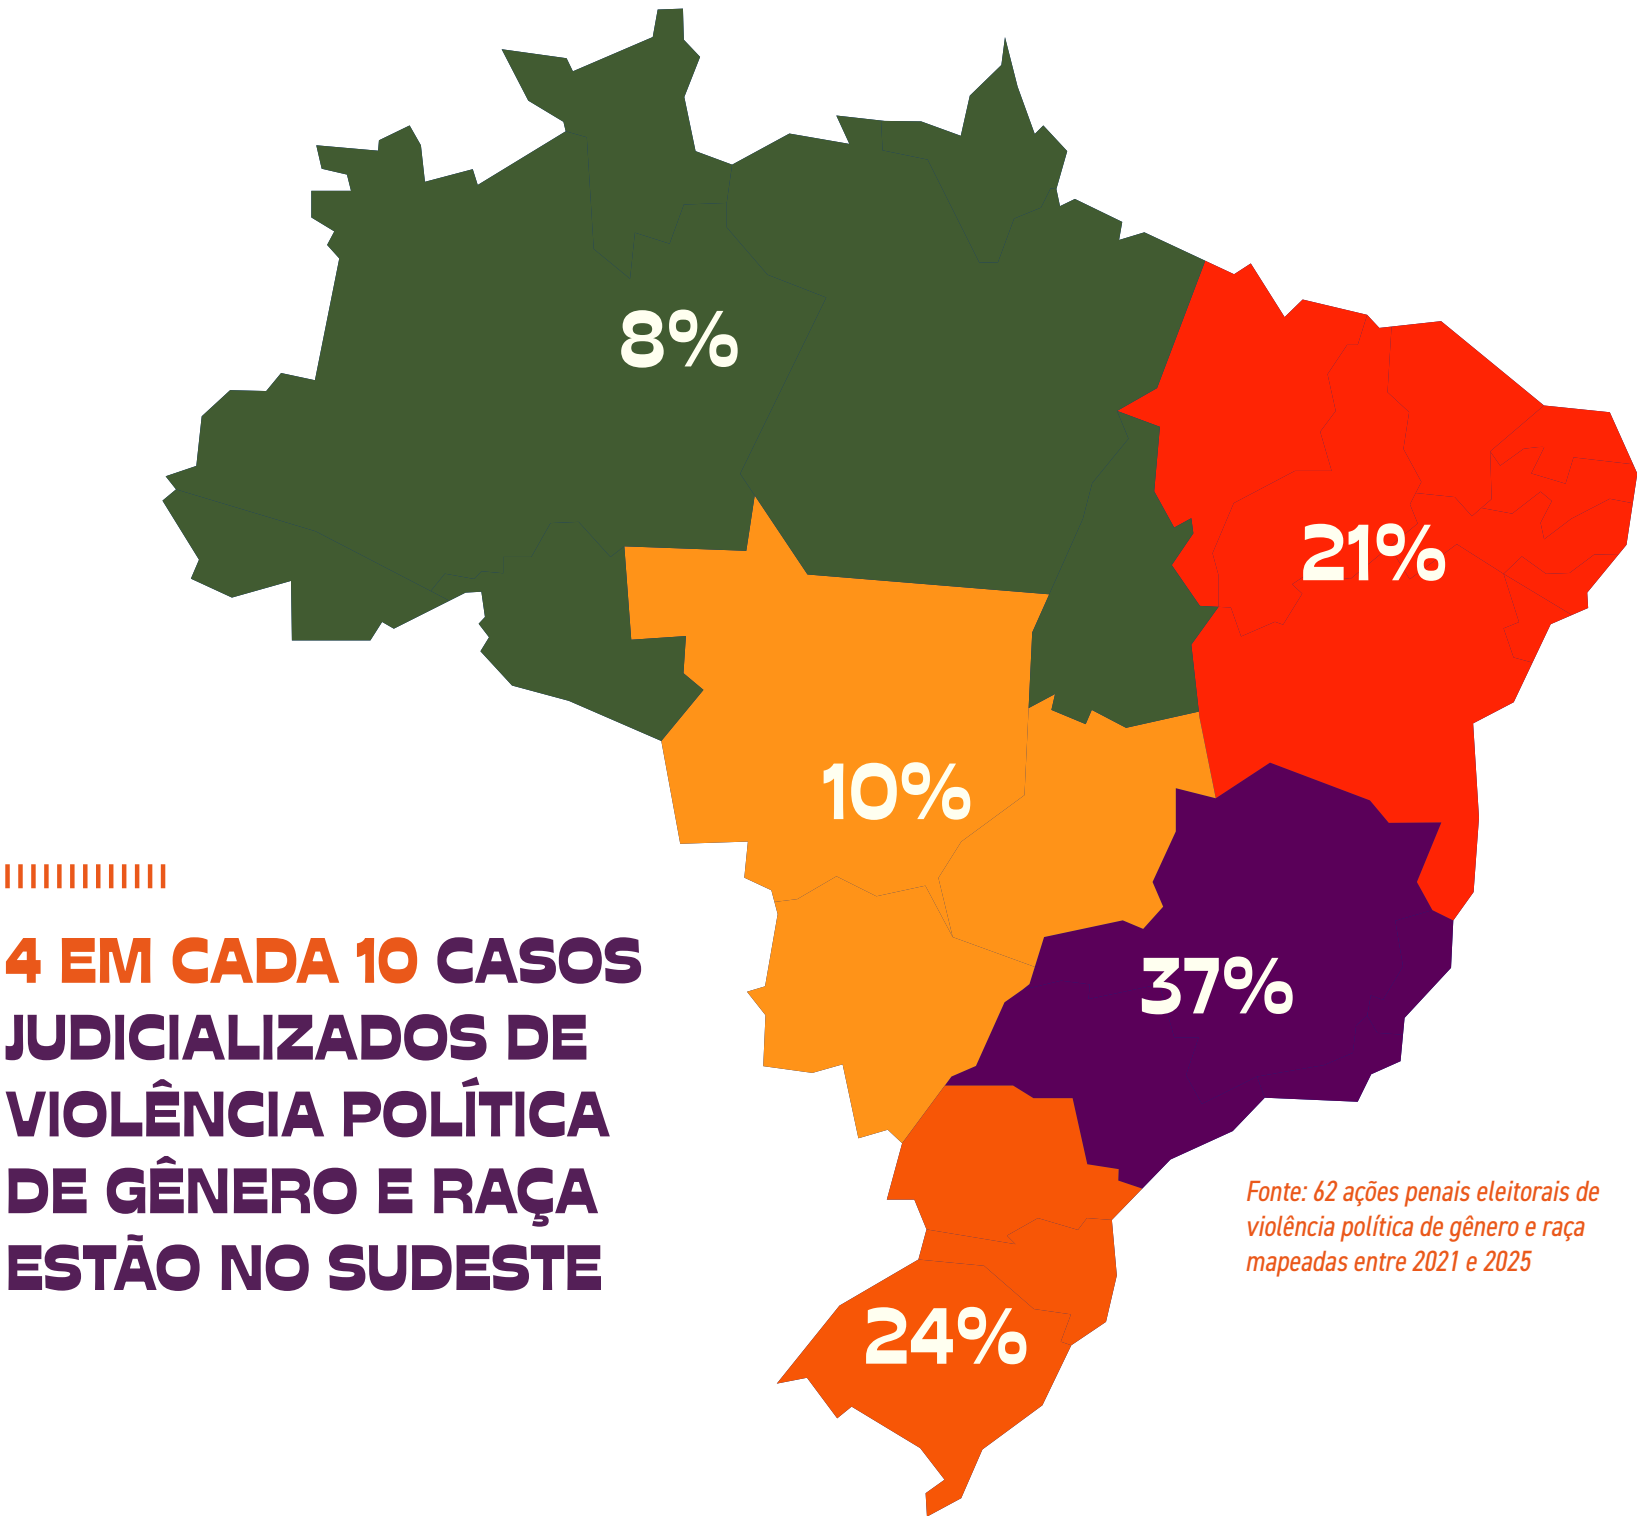 8%
21%
10%
37%
24%
4 EM CADA 10 CASOS
JUDICIALIZADOS DE
VIOLÊNCIA POLÍTICA
DE GÊNERO E RAÇA
ESTÃO NO SUDESTE
Fonte: 62 ações penais eleitorais de
violência política de gênero e raça
mapeadas entre 2021 e 2025